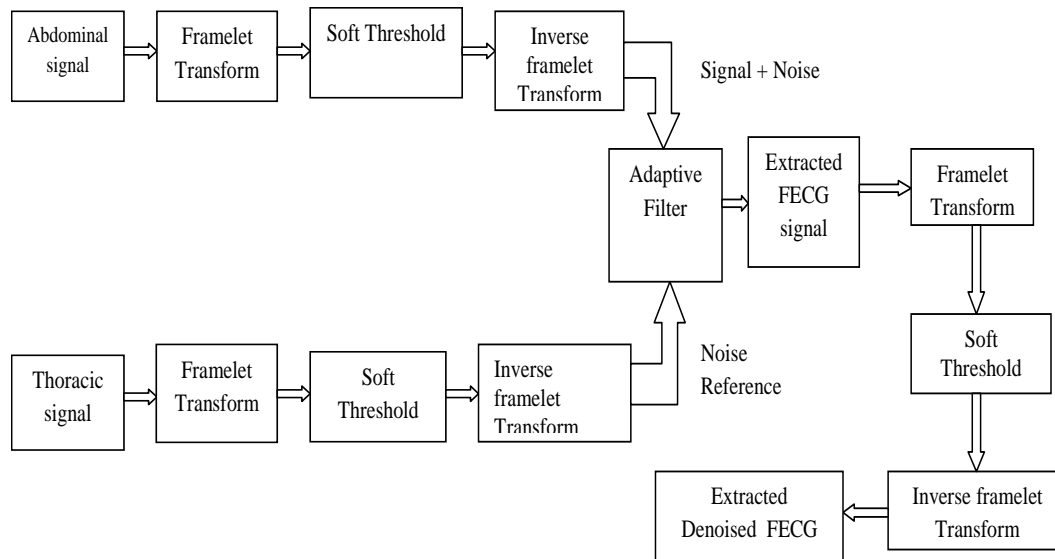 Abdominal
signal
Framelet
Transform
Soft Threshold
Inverse
framelet
Transform
Signal + Noise
Adaptive
Filter
Extracted
FECG
signal
Framelet
Transform
Thoracic
signal
Framelet
Transform
Soft
Threshold
Inverse
framelet
Transform
Noise
Reference
Soft
Threshold
Inverse framelet
Transform
Extracted
Denoised FECG